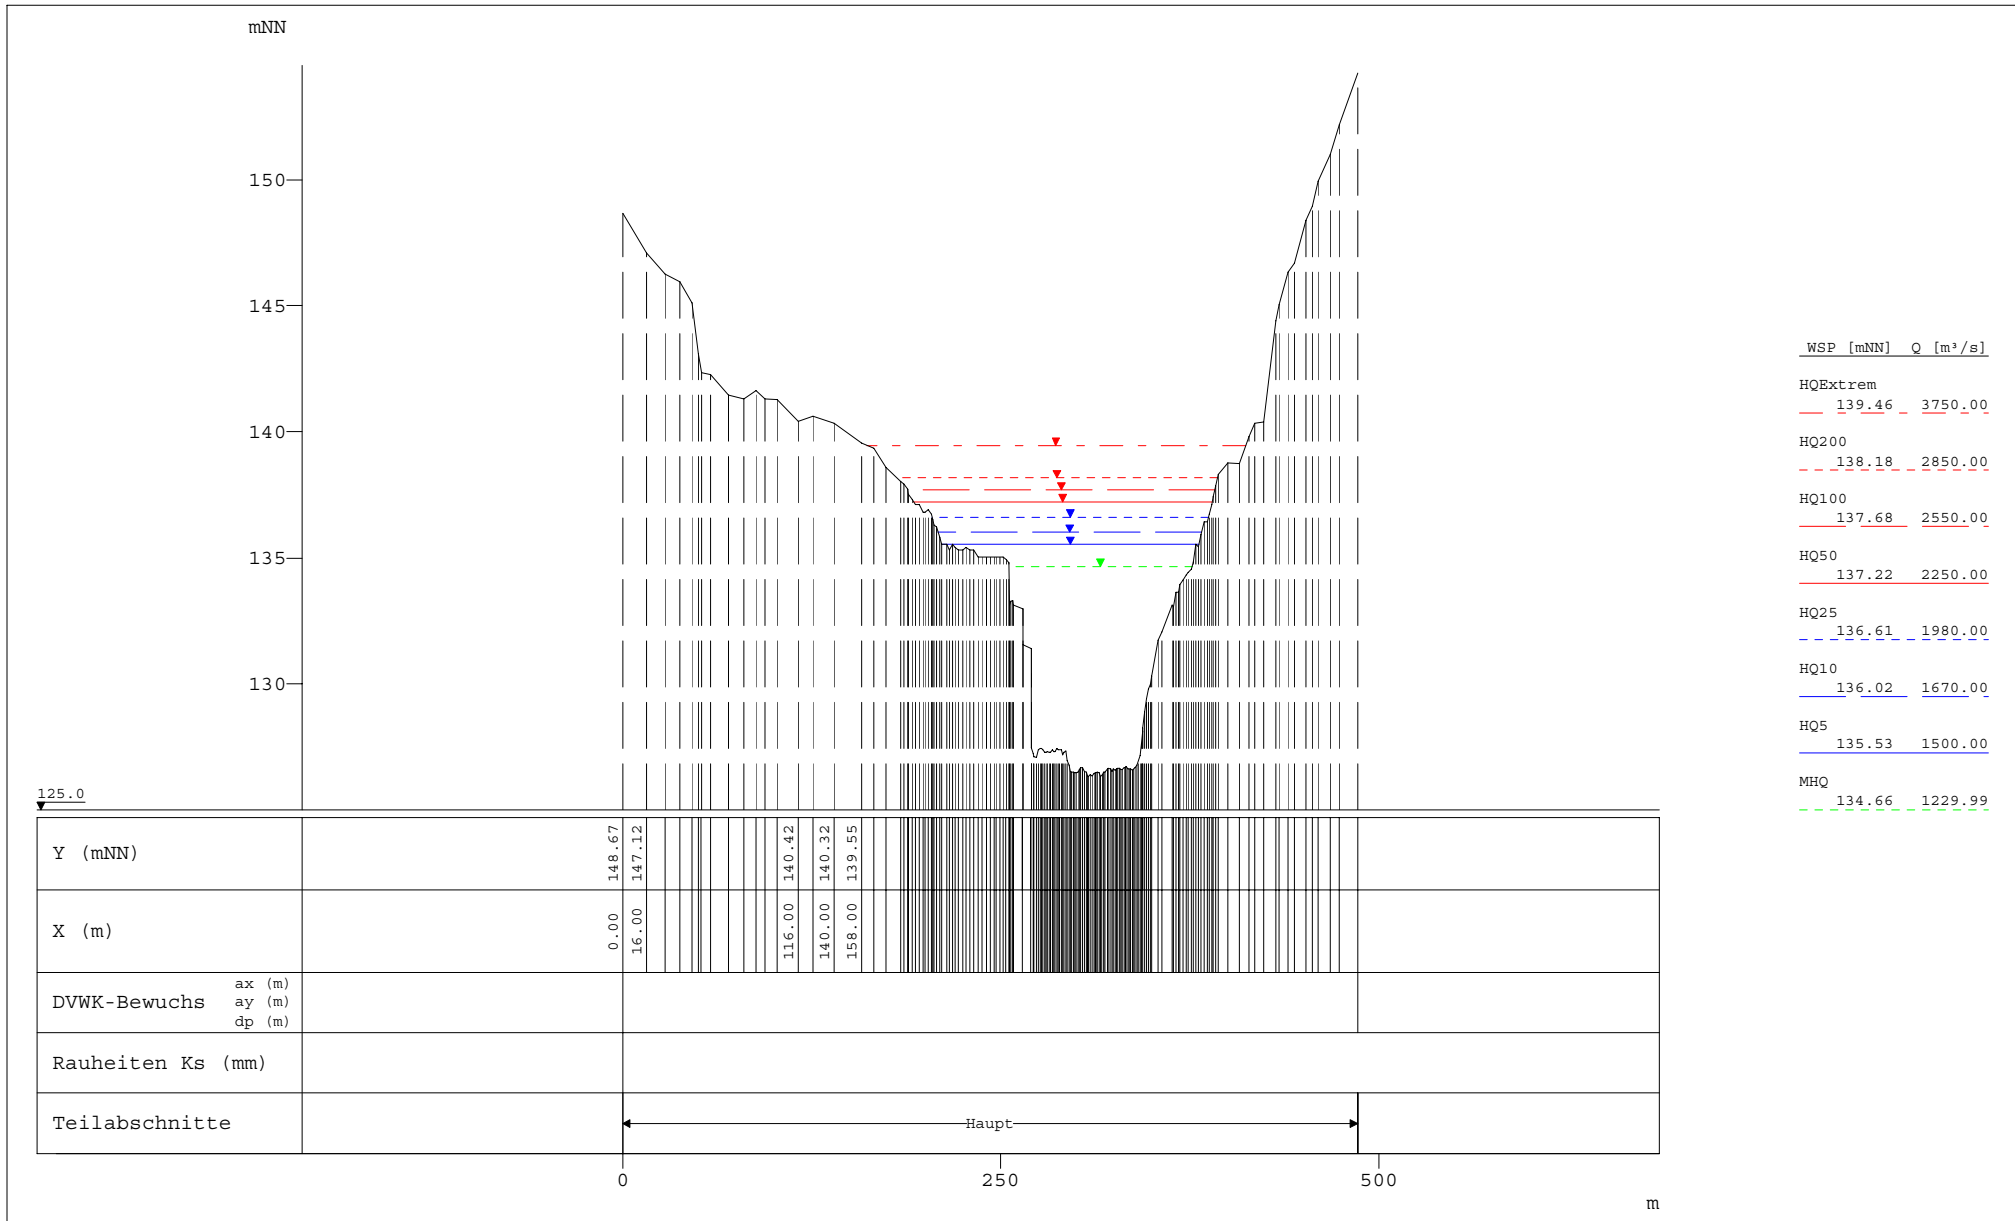 mNN
150
145
140
135
130
125.0
WSP [mNN] Q [m³/s]
HQExtrem
139.46 3750.00
HQ200
138.18 2850.00
HQ100
137.68 2550.00
HQ50
137.22 2250.00
HQ25
136.61 1980.00
HQ10
136.02 1670.00
HQ5
135.53 1500.00
MHQ
134.66 1229.99
Y (mNN)
148.67
147.12
140.42
140.32
139.55
X (m)
0.00
16.00
116.00
140.00
158.00
DVWK-Bewuchs
ax (m)
ay (m)
dp (m)
Rauheiten Ks (mm)
Teilabschnitte
Haupt
0
250
500
m